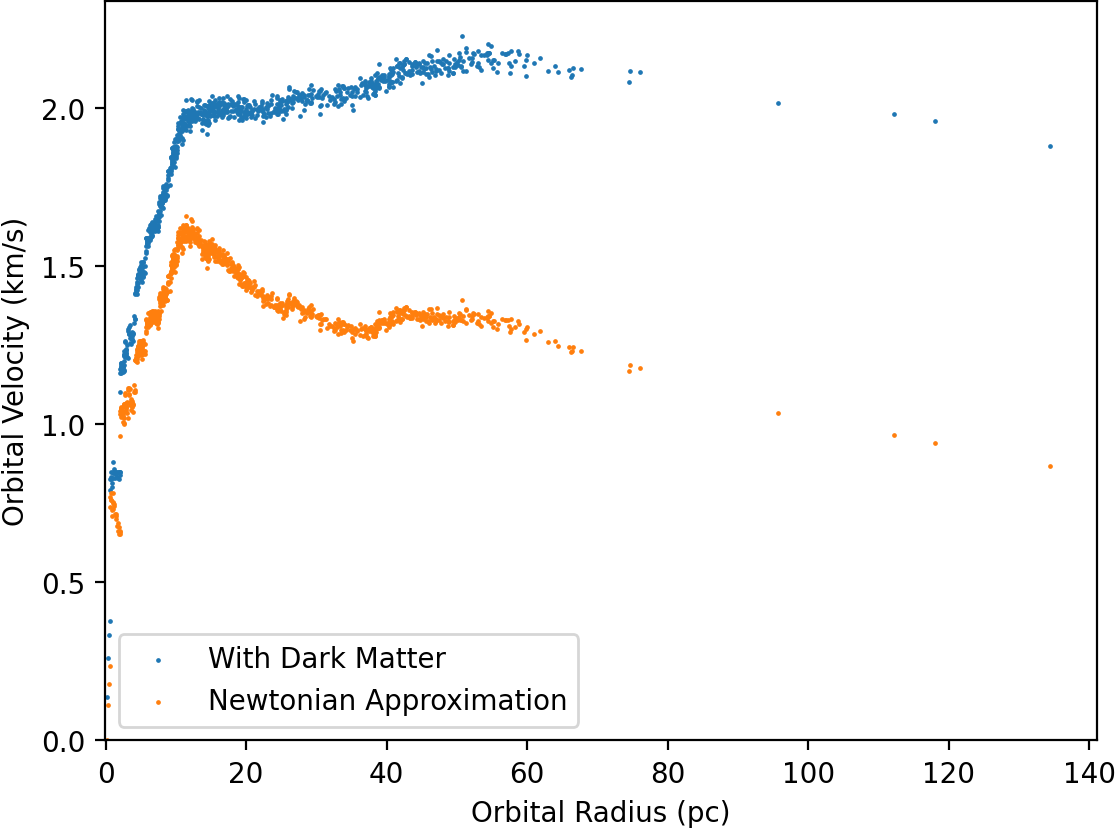 Orbital Velocity (km/s)
2.0
1.5
1.0
0.5
0.0
With Dark Matter
Newtonian Approximation
0 20 40 60 80 100 120 140
Orbital Radius (pc)